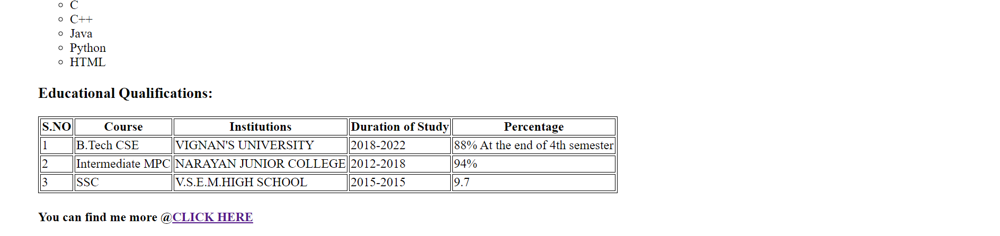 C
C++
Java
Python
HTML
Educational Qualifications:
S.NO Course Institutions Duration of Study Percentage
1 B.Tech CSE VIGNAN'S UNIVERSITY 2018-2022 88% At the end of 4th semester
2 Intermediate MPC NARAYAN JUNIOR COLLEGE 2012-2018 94%
3 SSC V.S.E.M.HIGH SCHOOL 2015-2015 9.7
You can find me more @CLICK HERE